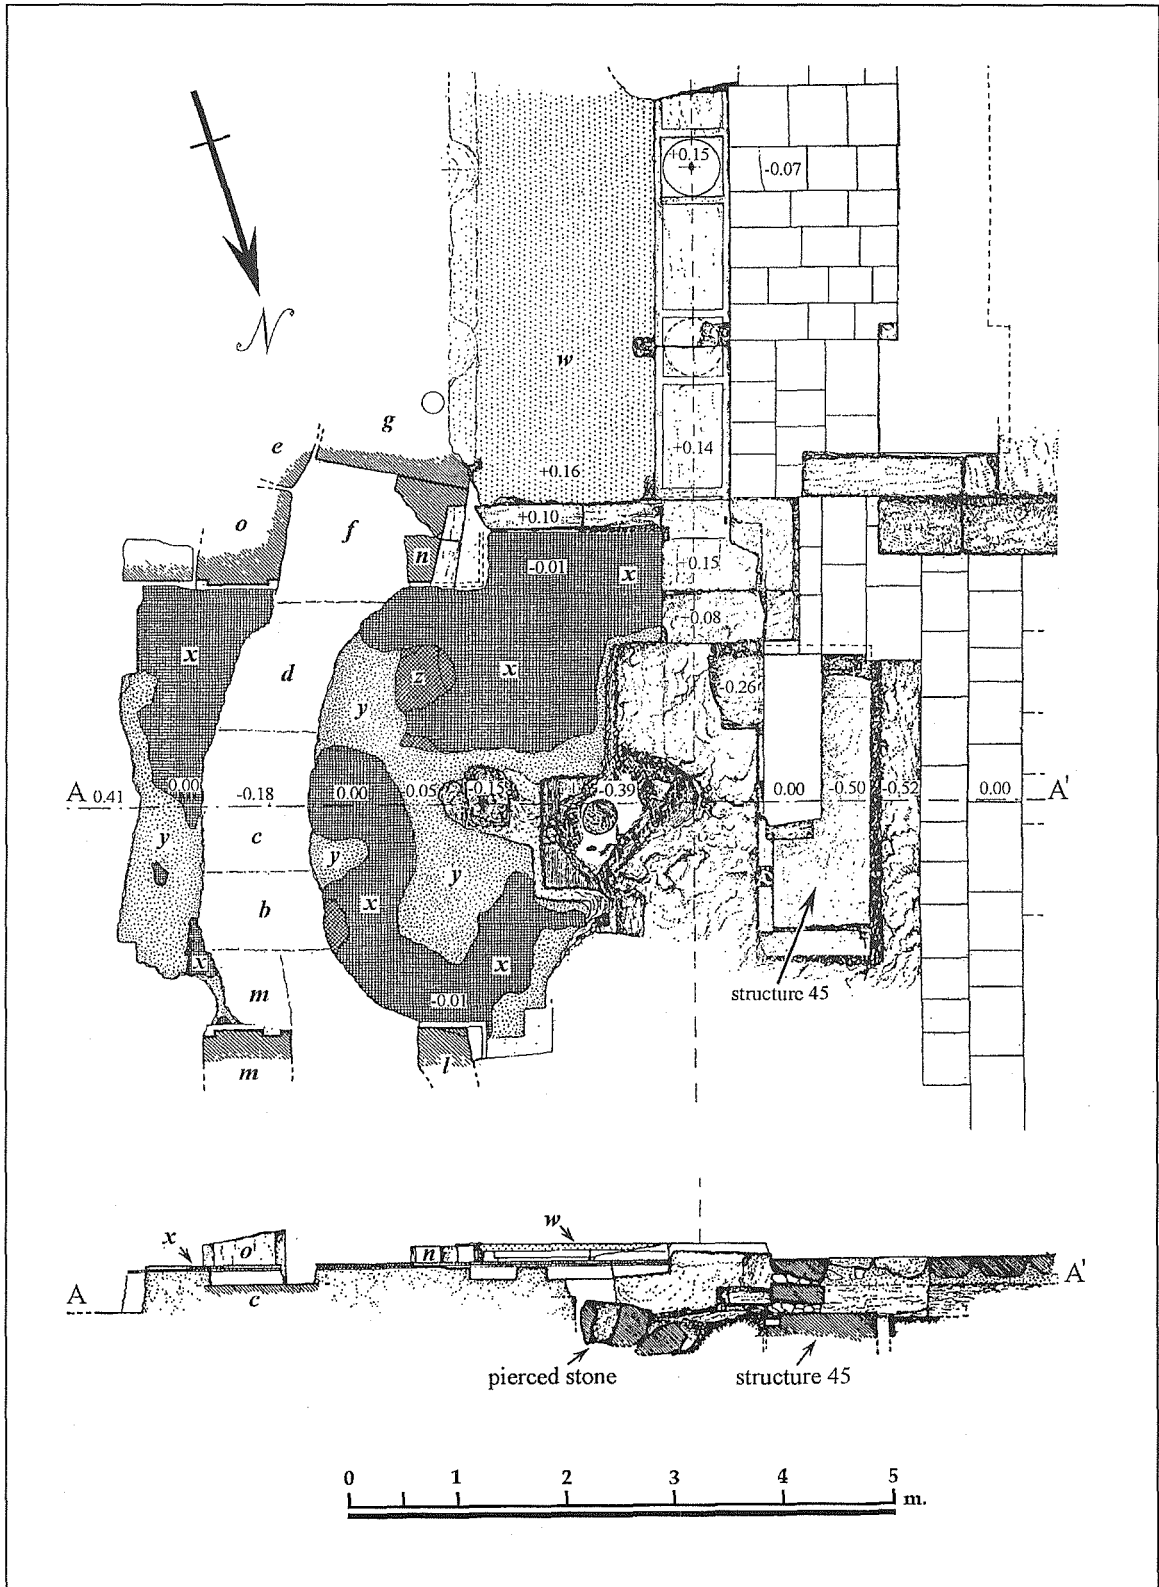 +0.15
-0.07
N
w
g
e
+0.14
+0.16
o
f
+0.10
n
-0.01
x
+0.15
+0.08
x
d
z
x
y
-0.26
A 0.41
0.00
-0.18
0.00
0.05
-0.15
-0.39
0.00
-0.50
-0.52
0.00
A'
y
c
y
y
x
b
x
x
m
-0.01
structure 45
m
l
x
o
w
n
A
c
A'
pierced stone
structure 45
0 1 2 3 4 5
m.